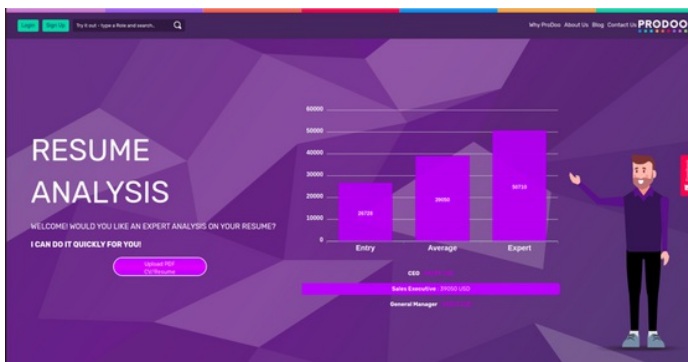 Login Sign Up Try it out : type a Role and search.. Why ProDoo About Us Blog Contact Us PRODOO
RESUME
ANALYSIS
WELCOME! WOULD YOU LIKE AN EXPERT ANALYSIS ON YOUR RESUME?
I CAN DO IT QUICKLY FOR YOU!
Upload PDF
CV/Resume
60000
50000
40000
30000
20000
10000
0
26720
39050
50710
Entry Average Expert
CEO
Sales Executive : 39050 USD
General Manager